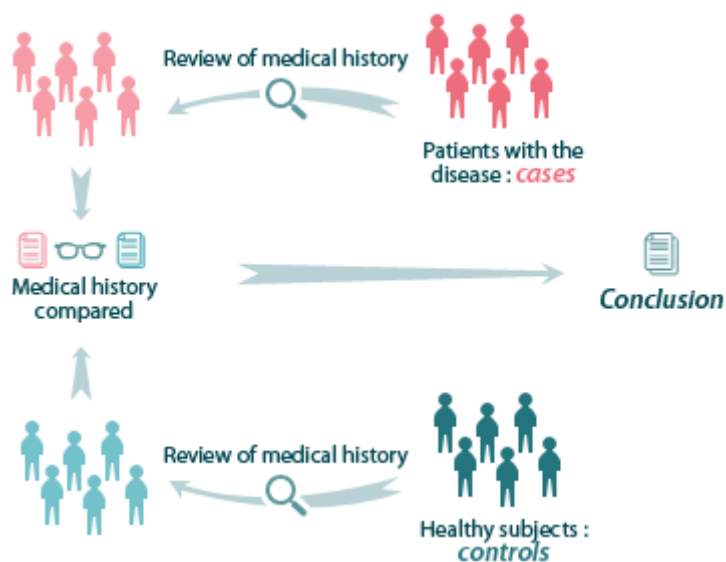 Review of medical history
Patients with the
disease : cases
Medical history
compared
Conclusion
Review of medical history
Healthy subjects :
controls